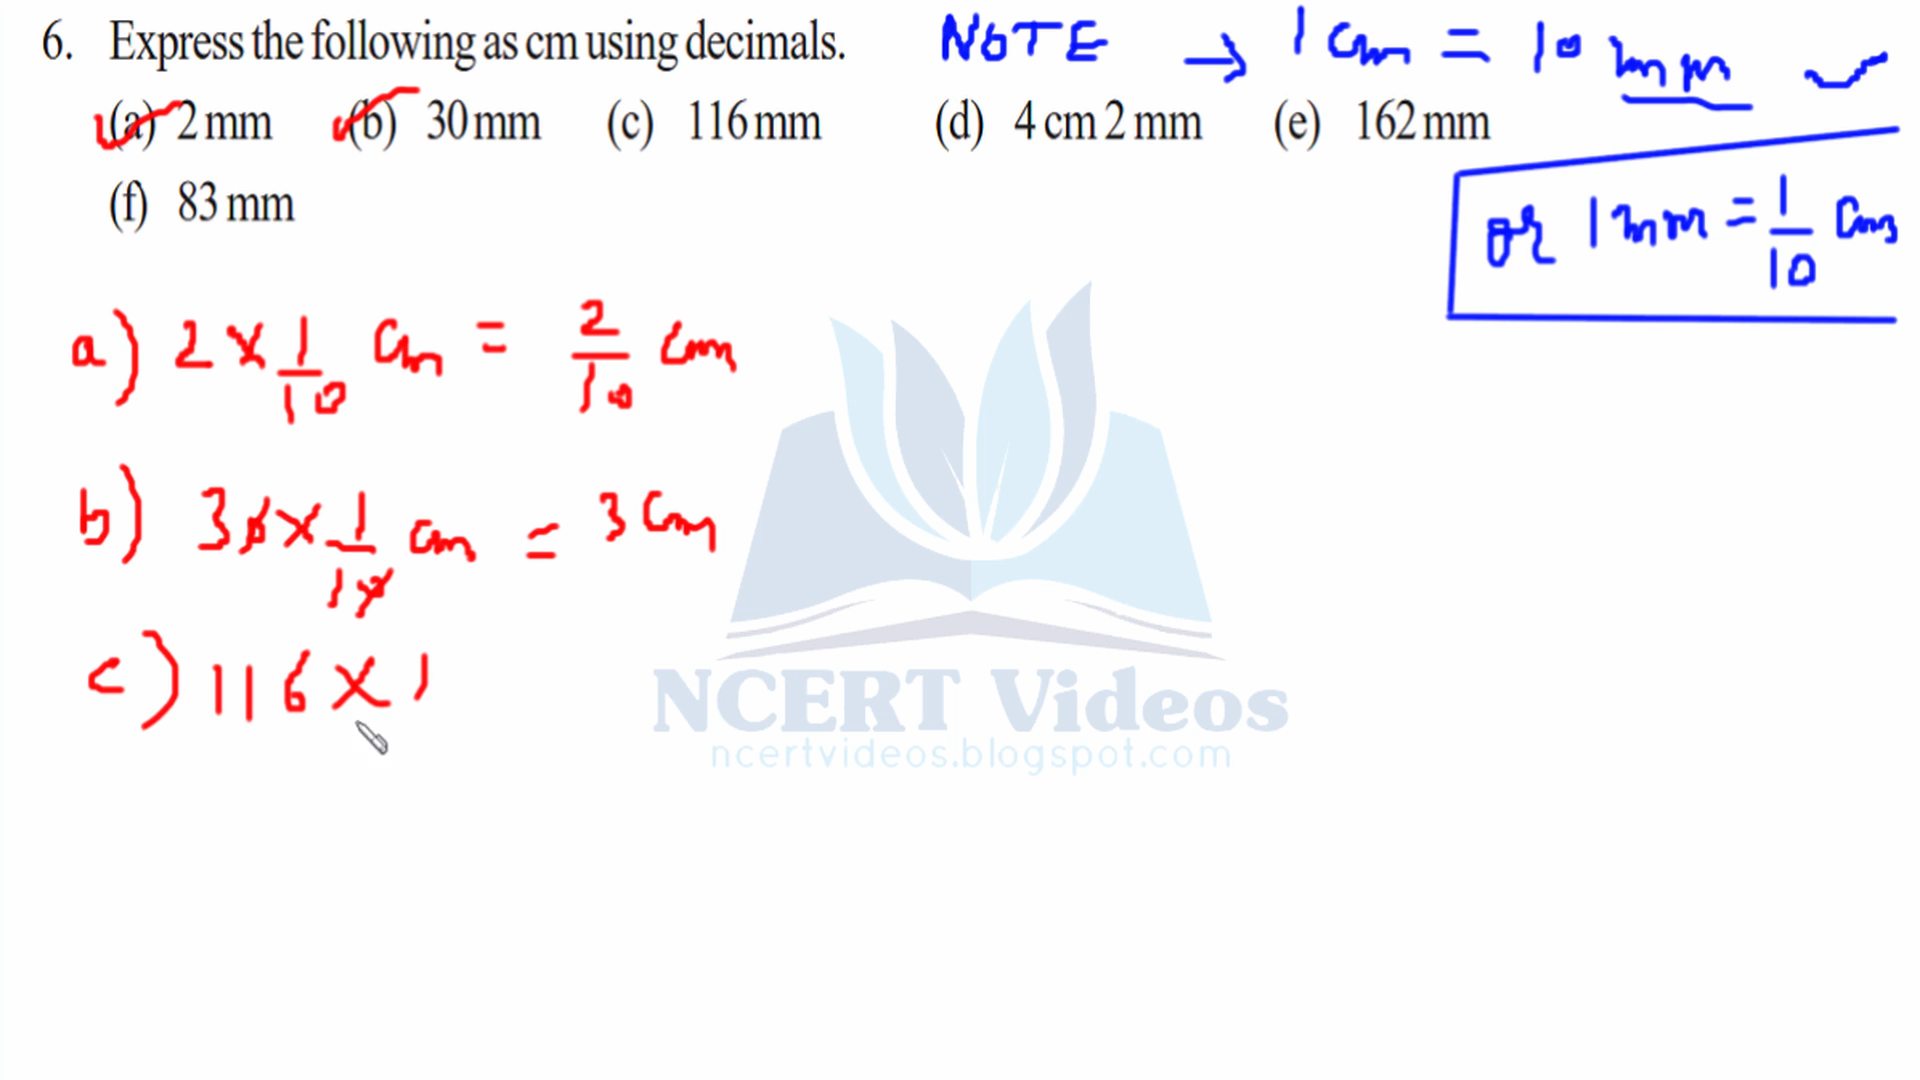 6. Express the following as cm using decimals.
NOTE → 1 cm = 10 mm
(a) 2 mm (b) 30 mm (c) 116 mm (d) 4 cm 2 mm (e) 162 mm
(f) 83 mm
or 1 mm = 1/10 cm
a) 2 × 1/10 cm = 2/10 cm
b) 30 × 1/10 cm = 3 cm
c) 116 × 1
NCERT Videos
ncertvideos.blogspot.com